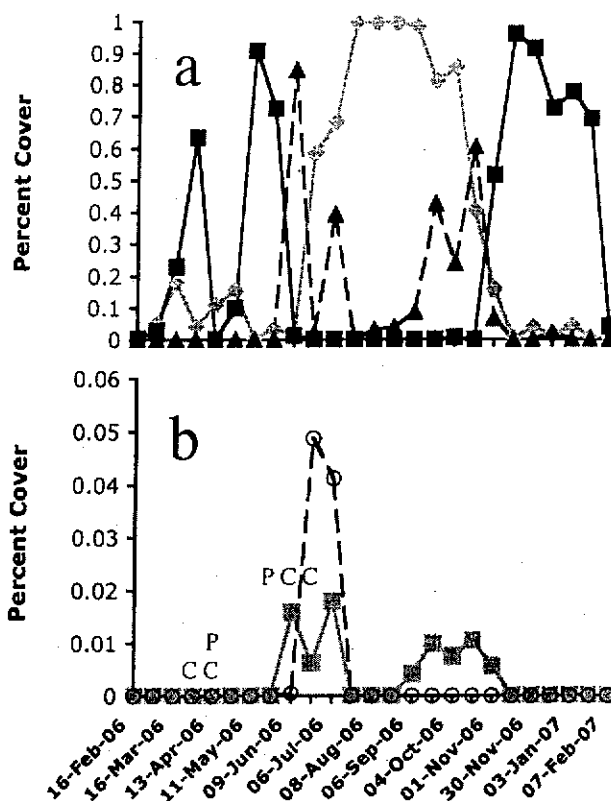 Percent Cover
a
1
0.9
0.8
0.7
0.6
0.5
0.4
0.3
0.2
0.1
0
Percent Cover
b
0.06
0.05
0.04
0.03
0.02
0.01
0
P C C
P
C C
16-Feb-06
16-Mar-06
13-Apr-06
11-May-06
09-Jun-06
06-Jul-06
08-Aug-06
06-Sep-06
04-Oct-06
01-Nov-06
30-Nov-06
03-Jan-07
07-Feb-07